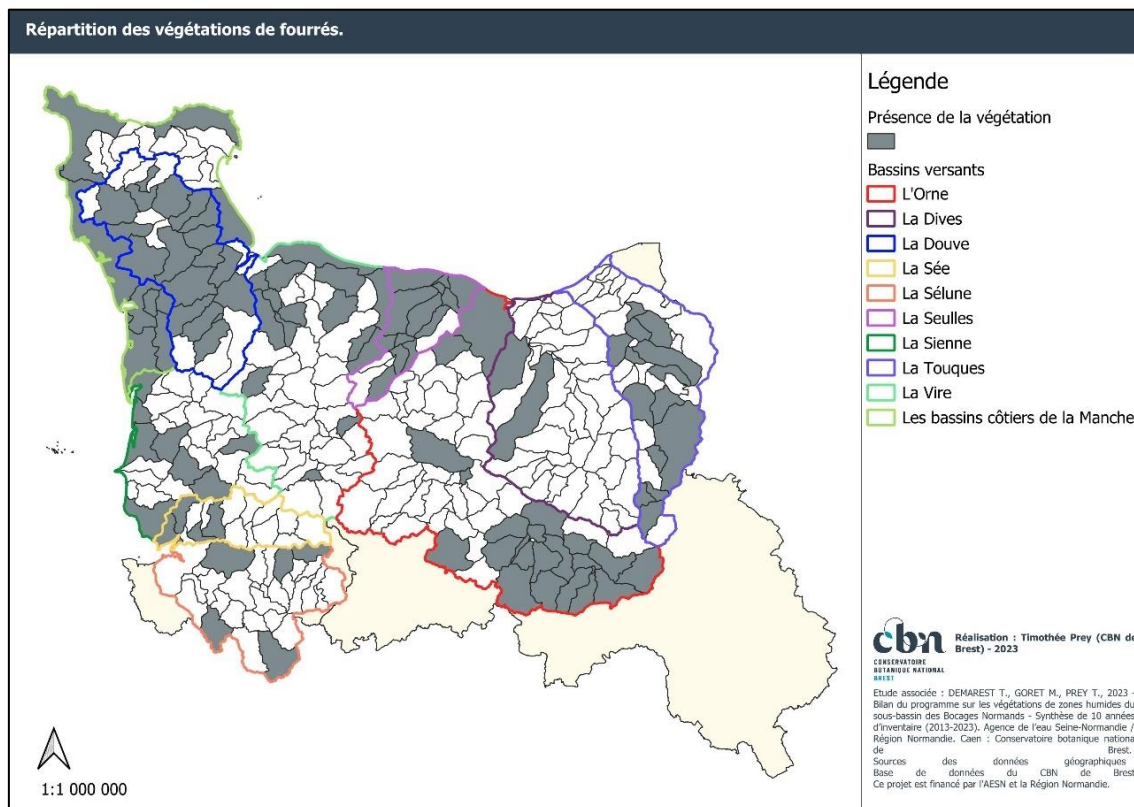 Répartition des végétations de fourrés.
Légende
Présence de la végétation
Bassins versants
L'Orne
La Dives
La Douve
La Sée
La Sélune
La Seulles
La Sienne
La Touques
La Vire
Les bassins côtiers de la Manche
1:1 000 000
cbn
CONSERVATOIRE
BOTANIQUE NATIONAL
BREST
Réalisation : Timothée Prey (CBN de
Brest) - 2023
Etude associée : DEMAREST T., GORET M., PREY T., 2023 -
Bilan du programme sur les végétations de zones humides du
sous-bassin des Bocages Normands - Synthèse de 10 années
d'inventaire (2013-2023). Agence de l'eau Seine-Normandie /
Région Normandie. Caen : Conservatoire botanique nationa
de Brest.
Sources des données géographiques
Base de données du CBN de Brest
Ce projet est financé par l'AESN et la Région Normandie.